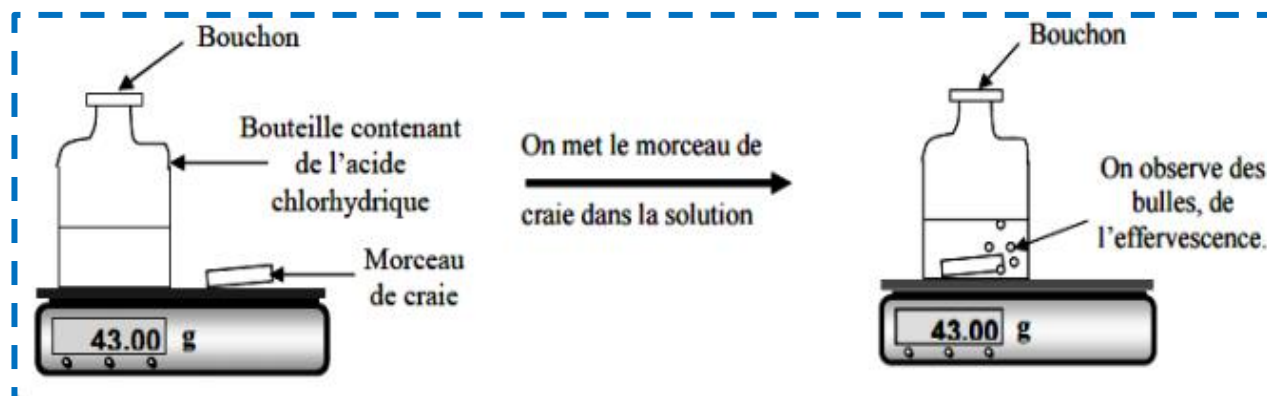 Bouchon
Bouteille contenant
de l'acide
chlorhydrique
Morceau
de craie
43.00 g
On met le morceau de
craie dans la solution
Bouchon
On observe des
bulles, de
l'effervescence.
43.00 g